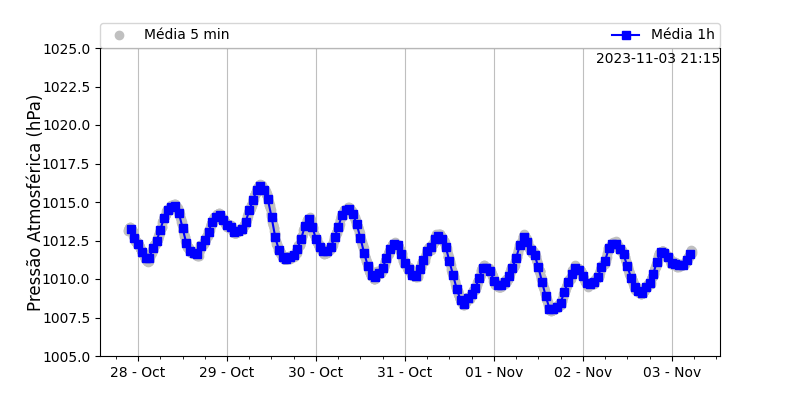 Média 5 min
Média 1h
2023-11-03 21:15
Pressão Atmosférica (hPa)
1025.0
1022.5
1020.0
1017.5
1015.0
1012.5
1010.0
1007.5
1005.0
28 - Oct
29 - Oct
30 - Oct
31 - Oct
01 - Nov
02 - Nov
03 - Nov